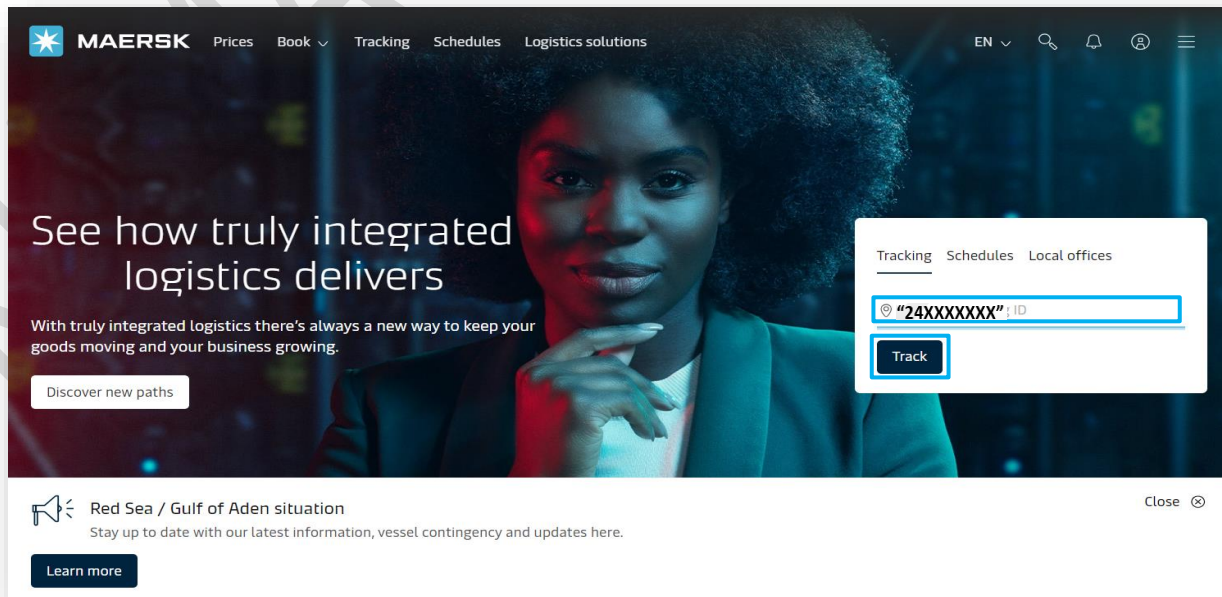 MAERSK Prices Book Tracking Schedules Logistics solutions EN
See how truly integrated
logistics delivers
With truly integrated logistics there's always a new way to keep your
goods moving and your business growing.
Discover new paths
Tracking Schedules Local offices
“24XXXXXXX” ID
Track
Red Sea / Gulf of Aden situation
Close
Stay up to date with our latest information, vessel contingency and updates here.
Learn more